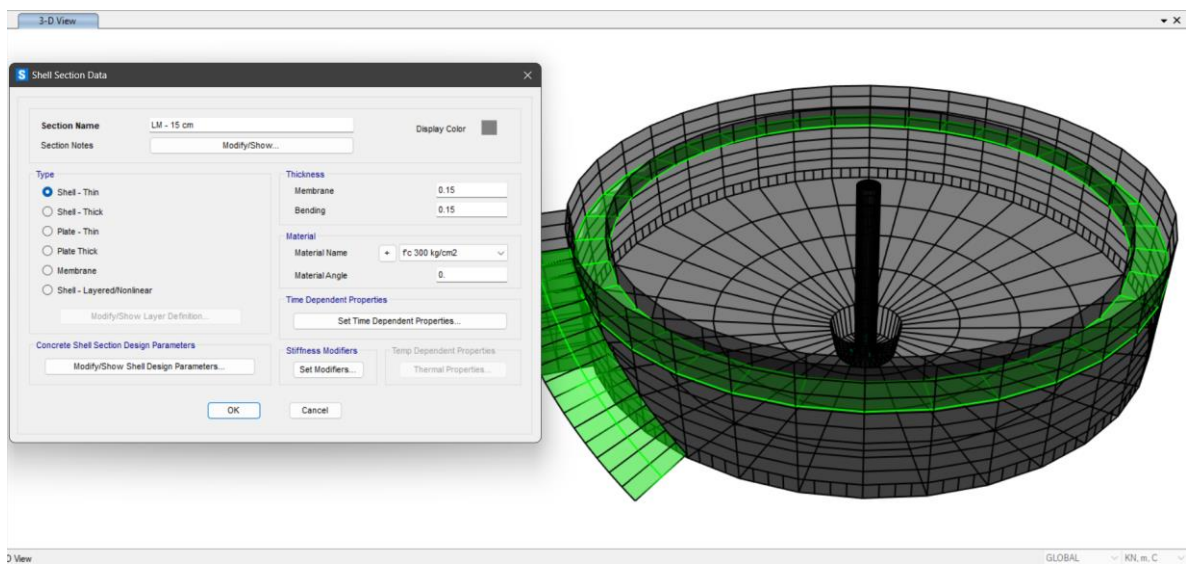 3-D View
S Shell Section Data
Section Name LM - 15 cm Display Color
Section Notes Modify/Show...
Type
Shell - Thin
Shell - Thick
Plate - Thin
Plate Thick
Membrane
Shell - Layered/Nonlinear
Modify/Show Layer Definition...
Thickness
Membrane 0.15
Bending 0.15
Material
Material Name + f'c 300 kg/cm2
Material Angle 0.
Time Dependent Properties
Set Time Dependent Properties...
Concrete Shell Section Design Parameters
Modify/Show Shell Design Parameters...
Stiffness Modifiers
Set Modifiers...
Temp Dependent Properties
Thermal Properties...
OK Cancel
D View GLOBAL KN, m, C